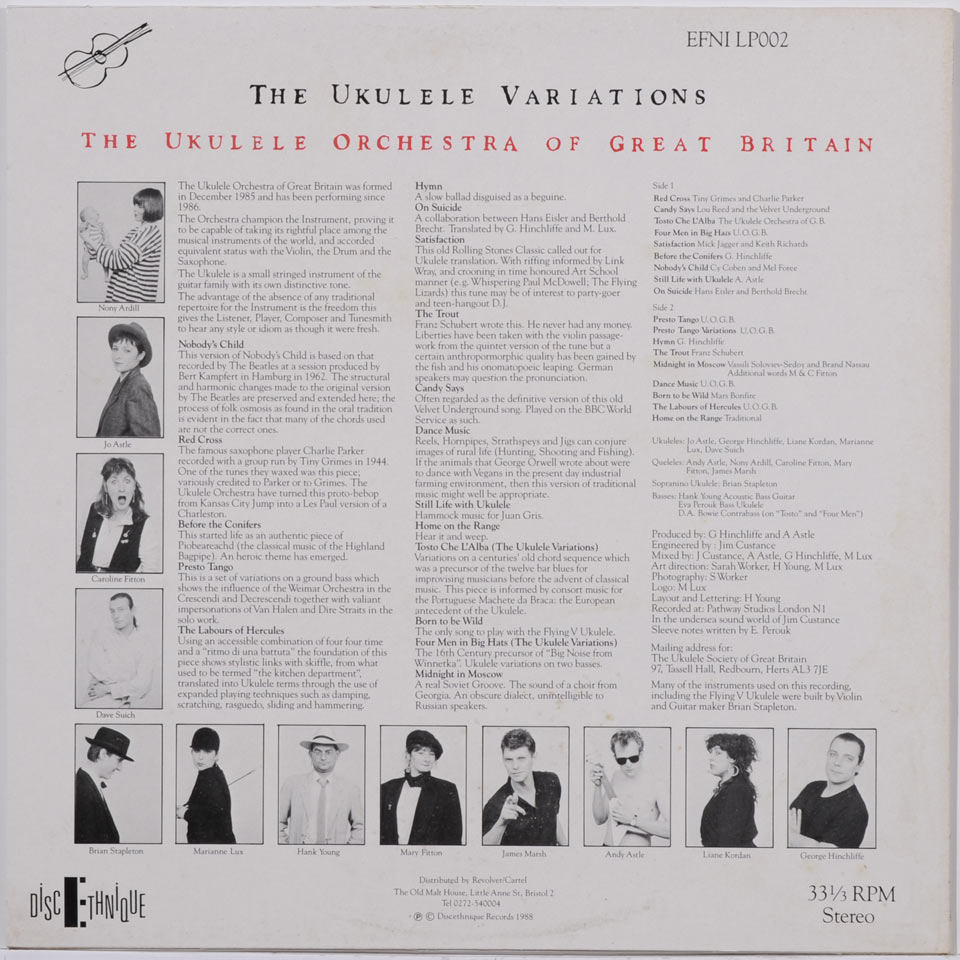 EFNI LP002
THE UKULELE VARIATIONS
THE UKULELE ORCHESTRA OF GREAT BRITAIN
Nony Ardill
Jo Astle
Caroline Fitton
Dave Suich
The Ukulele Orchestra of Great Britain was formed
in December 1985 and has been performing since
1986.
The Orchestra champion the Instrument, proving it
to be capable of taking its rightful place among the
musical instruments of the world, and accorded
equivalent status with the Violin, the Drum and the
Saxophone.
The Ukulele is a small stringed instrument of the
guitar family with its own distinctive tone.
The advantage of the absence of any traditional
repertoire for the Instrument is the freedom this
gives the Listener, Player, Composer and Tunesmith
to hear any style or idiom as though it were fresh.
Nobody's Child
This version of Nobody's Child is based on that
recorded by The Beatles at a session produced by
Bert Kampfert in Hamburg in 1962. The structural
and harmonic changes made to the original version
by The Beatles are preserved and extended here; the
process of folk osmosis as found in the oral tradition
is evident in the fact that many of the chords used
are not the correct ones.
Red Cross
The famous saxophone player Charlie Parker
recorded with a group run by Tiny Grimes in 1944.
One of the tunes they waxed was this piece;
variously credited to Parker or to Grimes. The
Ukulele Orchestra have turned this proto-bebop
from Kansas City Jump into a Les Paul version of a
Charleston.
Before the Conifers
This started life as an authentic piece of
Piobearachd (the classical music of the Highland
Bagpipe). An heroic theme has emerged.
Presto Tango
This is a set of variations on a ground bass which
shows the influence of the Weimar Orchestra in the
Crescendi and Decrescendi together with valiant
impersonations of Van Halen and Dire Straits in the
solo work.
The Labours of Hercules
Using an accessible combination of four four time
and a "ritmo di una battuta" the foundation of this
piece shows stylistic links with skiffle, from what
used to be termed "the kitchen department",
translated into Ukulele terms through the use of
expanded playing techniques such as damping,
scratching, rasguedo, sliding and hammering.
Hymn
A slow ballad disguised as a beguine.
On Suicide
A collaboration between Hans Eisler and Berthold
Brecht. Translated by G. Hinchliffe and M. Lux.
Satisfaction
This old Rolling Stones Classic called out for
Ukulele translation. With riffing informed by Link
Wray, and crooning in time honoured Art School
manner (e.g. Whispering Paul McDowell; The Flying
Lizards) this tune may be of interest to party-goer
and teen-hangout D.J.
The Trout
Franz Schubert wrote this. He never had any money.
Liberties have been taken with the violin passage-
work from the quintet version of the tune but a
certain anthropormorphic quality has been gained by
the fish and his onomatopoeic leaping. German
speakers may question the pronunciation.
Candy Says
Often regarded as the definitive version of this old
Velvet Underground song. Played on the BBC World
Service as such.
Dance Music
Reels, Hornpipes, Strathspeys and Jigs can conjure
images of rural life (Hunting, Shooting and Fishing).
If the animals that George Orwell wrote about were
to dance with Vegans in the present day industrial
farming environment, then this version of traditional
music might well be appropriate.
Still Life with Ukulele
Hammock music for Juan Gris.
Home on the Range
Hear it and weep.
Tosto Che L'Alba (The Ukulele Variations)
Variations on a centuries' old chord sequence which
was a precursor of the twelve bar blues for
improvising musicians before the advent of classical
music. This piece is informed by consort music for
the Portuguese Machete da Braca: the European
antecedent of the Ukulele.
Born to be Wild
The only song to play with the Flying V Ukulele.
Four Men in Big Hats (The Ukulele Variations)
The 16th Century precursor of "Big Noise from
Winnetka". Ukulele variations on two basses.
Midnight in Moscow
A real Soviet Groove. The sound of a choir from
Georgia. An obscure dialect, unintelligible to
Russian speakers.
Side 1
Red Cross Tiny Grimes and Charlie Parker
Candy Says Lou Reed and the Velvet Underground
Tosto Che L'Alba The Ukulele Orchestra of G.B.
Four Men in Big Hats U.O.G.B.
Satisfaction Mick Jagger and Keith Richards
Before the Conifers G. Hinchliffe
Nobody's Child Cy Coben and Mel Foree
Still Life with Ukulele A. Astle
On Suicide Hans Eisler and Berthold Brecht
Side 2
Presto Tango U.O.G.B.
Presto Tango Variations U.O.G.B.
Hymn G. Hinchliffe
The Trout Franz Schubert
Midnight in Moscow Vassili Solovies-Sedoy and Brand Nassau
Additional words M & C Fitton
Dance Music U.O.G.B.
Born to be Wild Mars Bonfire
The Labours of Hercules U.O.G.B.
Home on the Range Traditional
Ukuleles: Jo Astle, George Hinchliffe, Liane Kordan, Marianne
Lux, Dave Suich
Queleles: Andy Astle, Nony Ardill, Caroline Fitton, Mary
Fitton, James Marsh
Sopranino Ukulele: Brian Stapleton
Basses: Hank Young Acoustic Bass Guitar
Eva Perouk Bass Ukulele
D.A. Bowie Contrabass (on "Tosto" and "Four Men")
Produced by: G Hinchliffe and A Astle
Engineered by : Jim Custance
Mixed by: J Custance, A Astle, G Hinchliffe, M Lux
Art direction: Sarah Worker, H Young, M Lux
Photography: S Worker
Logo: M Lux
Layout and Lettering: H Young
Recorded at: Pathway Studios London N1
In the undersea sound world of Jim Custance
Sleeve notes written by E. Perouk
Mailing address for:
The Ukulele Society of Great Britain
97, Tassell Hall, Redbourn, Herts AL3 7JE
Many of the instruments used on this recording,
including the Flying V Ukulele were built by Violin
and Guitar maker Brian Stapleton.
Brian Stapleton
Marianne Lux
Hank Young
Mary Fitton
James Marsh
Andy Astle
Liane Kordan
George Hinchliffe
DISC ETHNIQUE
Distributed by Revolver/Cartel
The Old Malt House, Little Anne St, Bristol 2
Tel 0272-540004
℗ © Discethnique Records 1988
33 1/3 RPM
Stereo